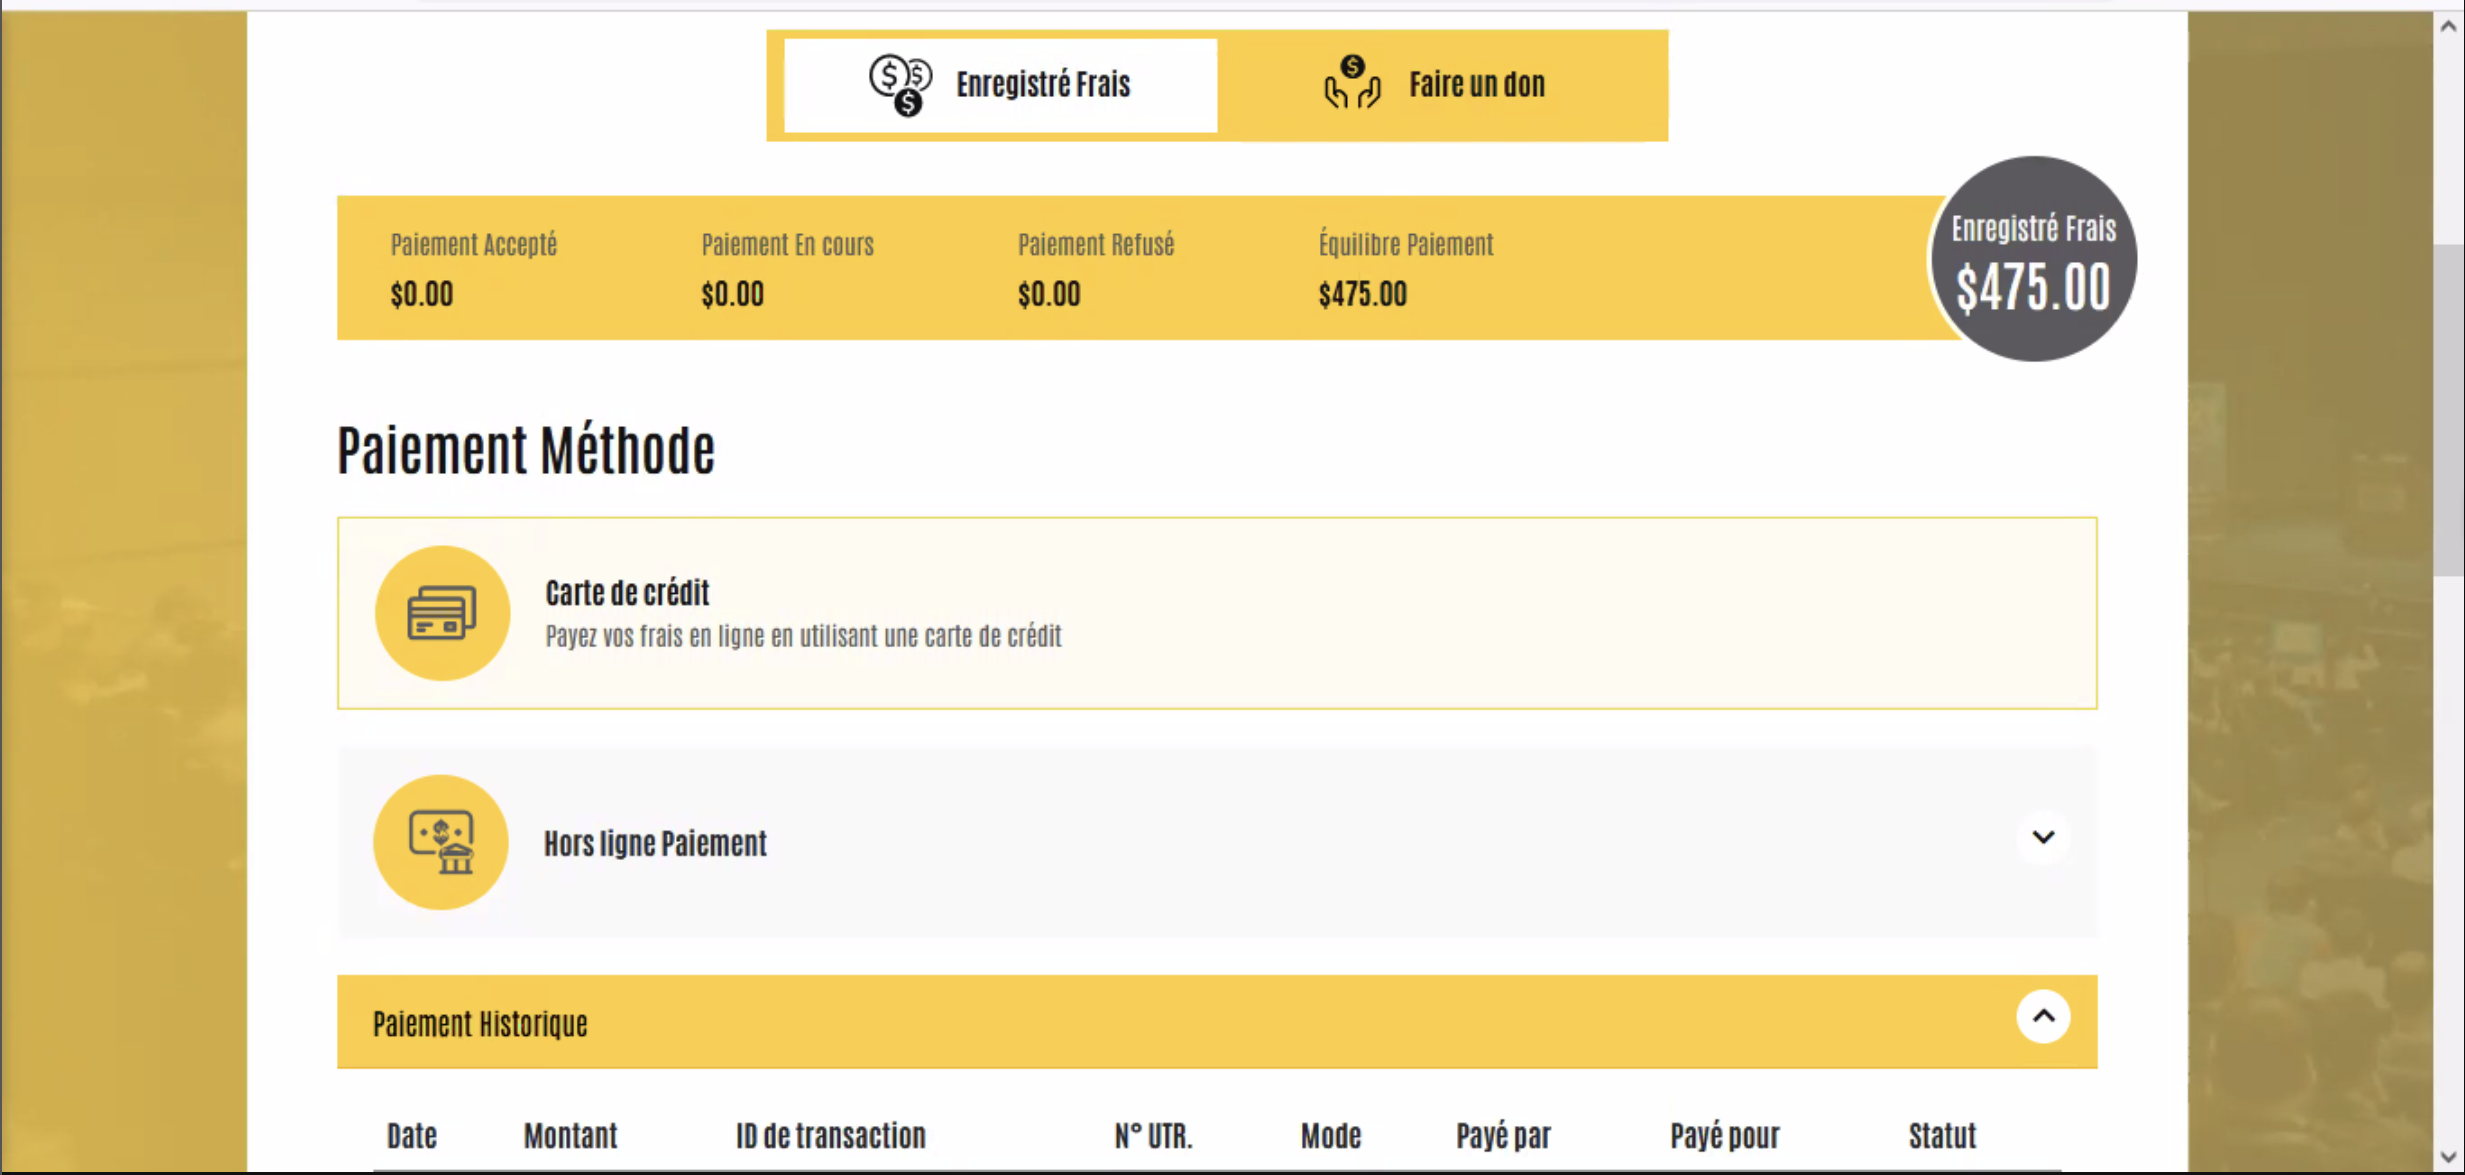 Enregistré Frais
Faire un don
Paiement Accepté
$0.00
Paiement En cours
$0.00
Paiement Refusé
$0.00
Équilibre Paiement
$475.00
Enregistré Frais
$475.00
Paiement Méthode
Carte de crédit
Payez vos frais en ligne en utilisant une carte de crédit
Hors ligne Paiement
Paiement Historique
Date Montant ID de transaction N° UTR. Mode Payé par Payé pour Statut